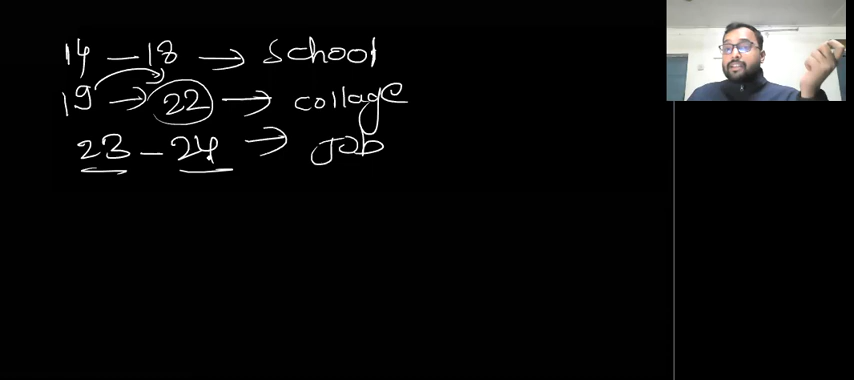 14 — 18 → School
19 → 22 → collage
23 — 24 → Job